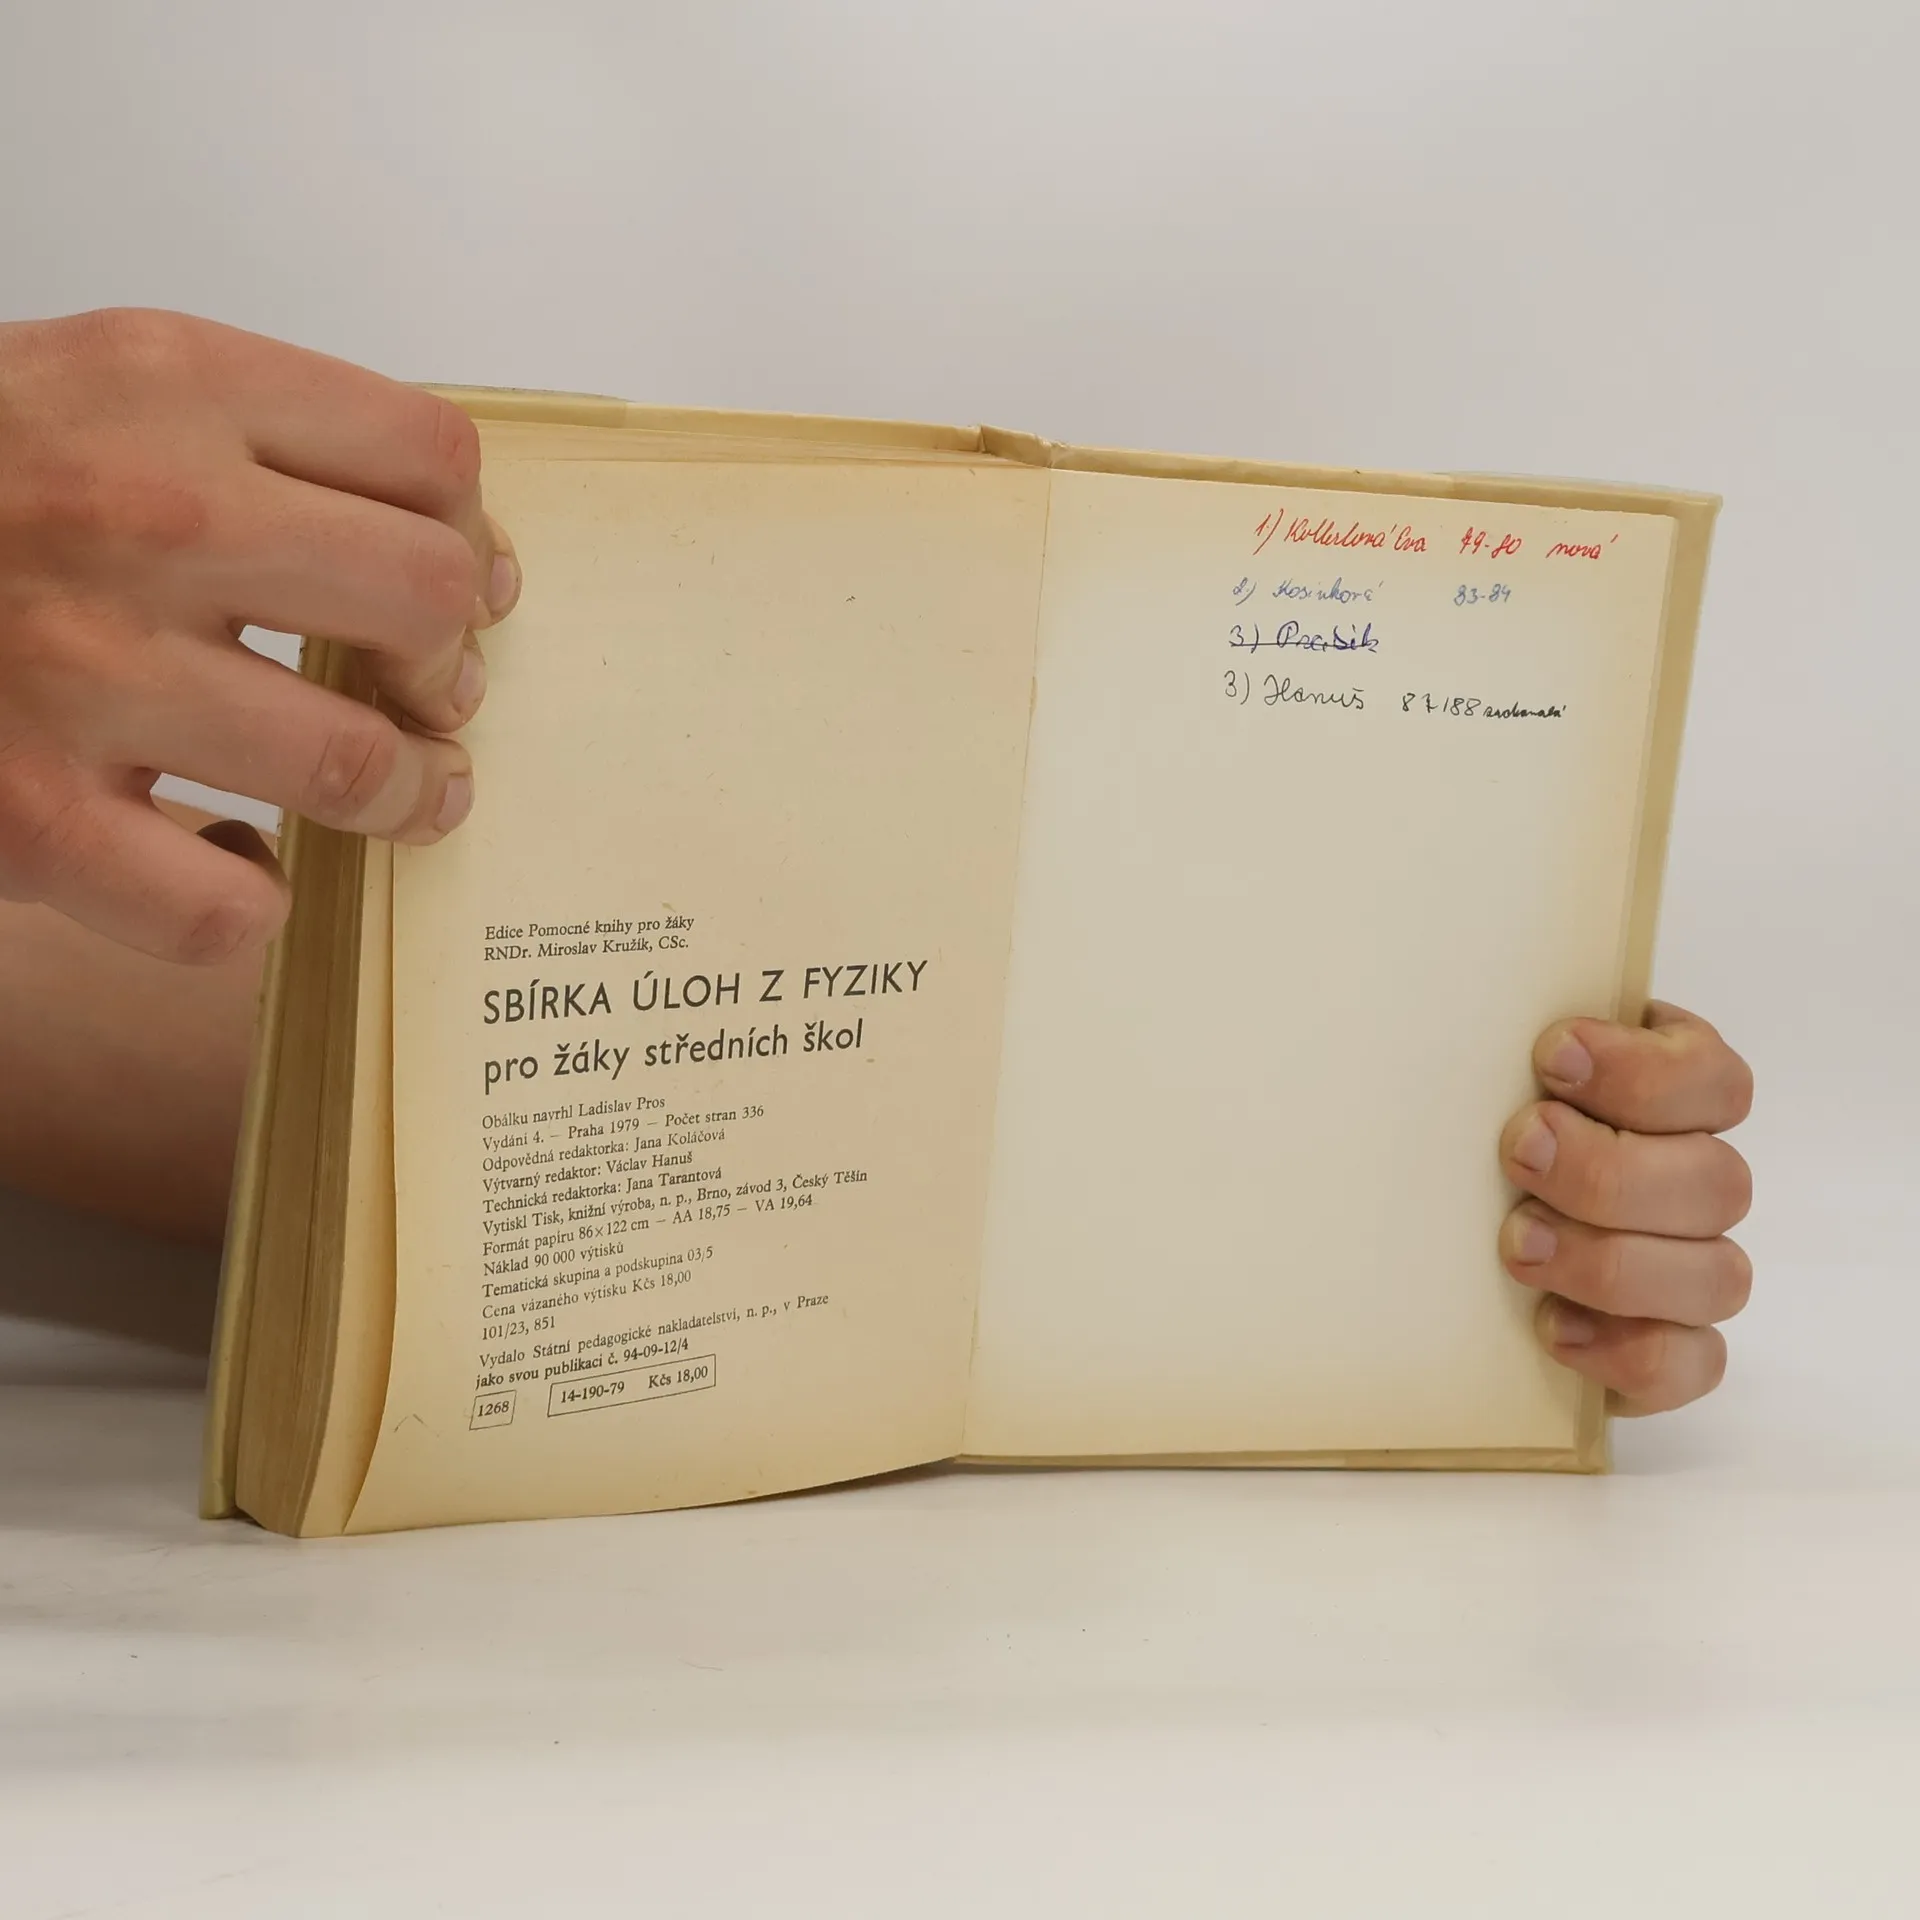 Edice Pomocné knihy pro žáky
RNDr. Miroslav Kružík, CSc.
SBÍRKA ÚLOH Z FYZIKY
pro žáky středních škol
Obálku navrhl Ladislav Pros
Vydání 4. — Praha 1979 — Počet stran 336
Odpovědná redaktorka: Jana Koláčová
Výtvarný redaktor: Václav Hanuš
Technická redaktorka: Jana Tarantová
Vytiskl Tisk, knižní výroba, n. p., Brno, závod 3, Český Těšín
Formát papíru 86×122 cm — AA 18,75 — VA 19,64
Náklad 90 000 výtisků
Tematická skupina a podskupina 03/5
Cena vázaného výtisku Kčs 18,00
101/23, 851
Vydalo Státní pedagogické nakladatelství, n. p., v Praze
jako svou publikaci č. 94-09-12/4
1268
14-190-79 Kčs 18,00
1.) Eva 79-80 nová
2.) Kosinková 83-84
3)
3) Hanuš 87/88